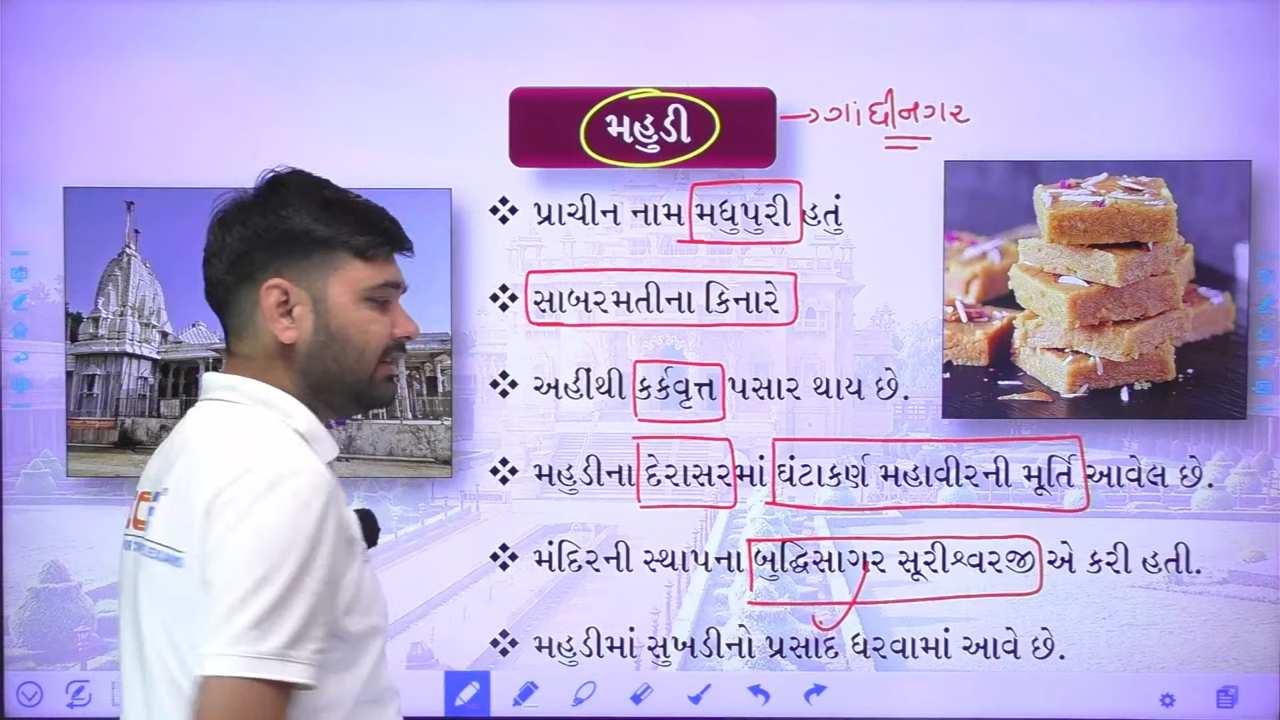 મહુડી → ગાંધીનગર
❖ પ્રાચીન નામ મધુપુરી હતું
❖ સાબરમતીના કિનારે
❖ અહીંથી કર્કવૃત્ત પસાર થાય છે.
❖ મહુડીના દેરાસરમાં ઘંટાકર્ણ મહાવીરની મૂર્તિ આવેલ છે.
❖ મંદિરની સ્થાપના બુદ્ધિસાગર સૂરીશ્વરજી એ કરી હતી.
❖ મહુડીમાં સુખડીનો પ્રસાદ ધરવામાં આવે છે.